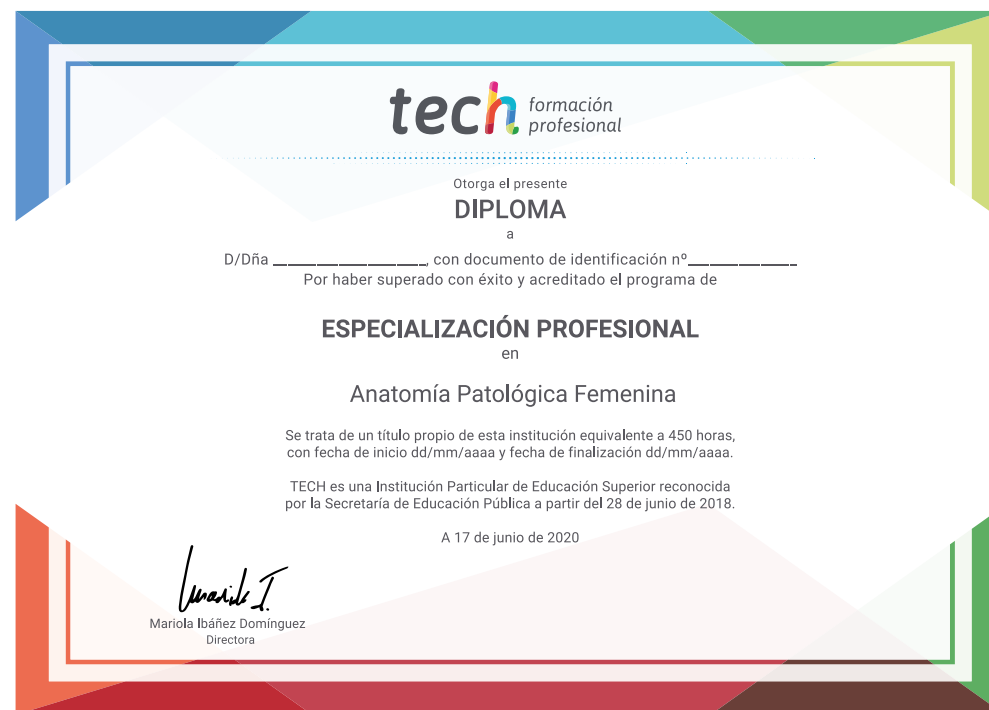 tech formación
profesional
Otorga el presente
DIPLOMA
a
D/Dña ____________________, con documento de identificación nº______________
Por haber superado con éxito y acreditado el programa de
ESPECIALIZACIÓN PROFESIONAL
en
Anatomía Patológica Femenina
Se trata de un título propio de esta institución equivalente a 450 horas,
con fecha de inicio dd/mm/aaaa y fecha de finalización dd/mm/aaaa.
TECH es una Institución Particular de Educación Superior reconocida
por la Secretaría de Educación Pública a partir del 28 de junio de 2018.
A 17 de junio de 2020
Mariola Ibáñez Domínguez
Directora